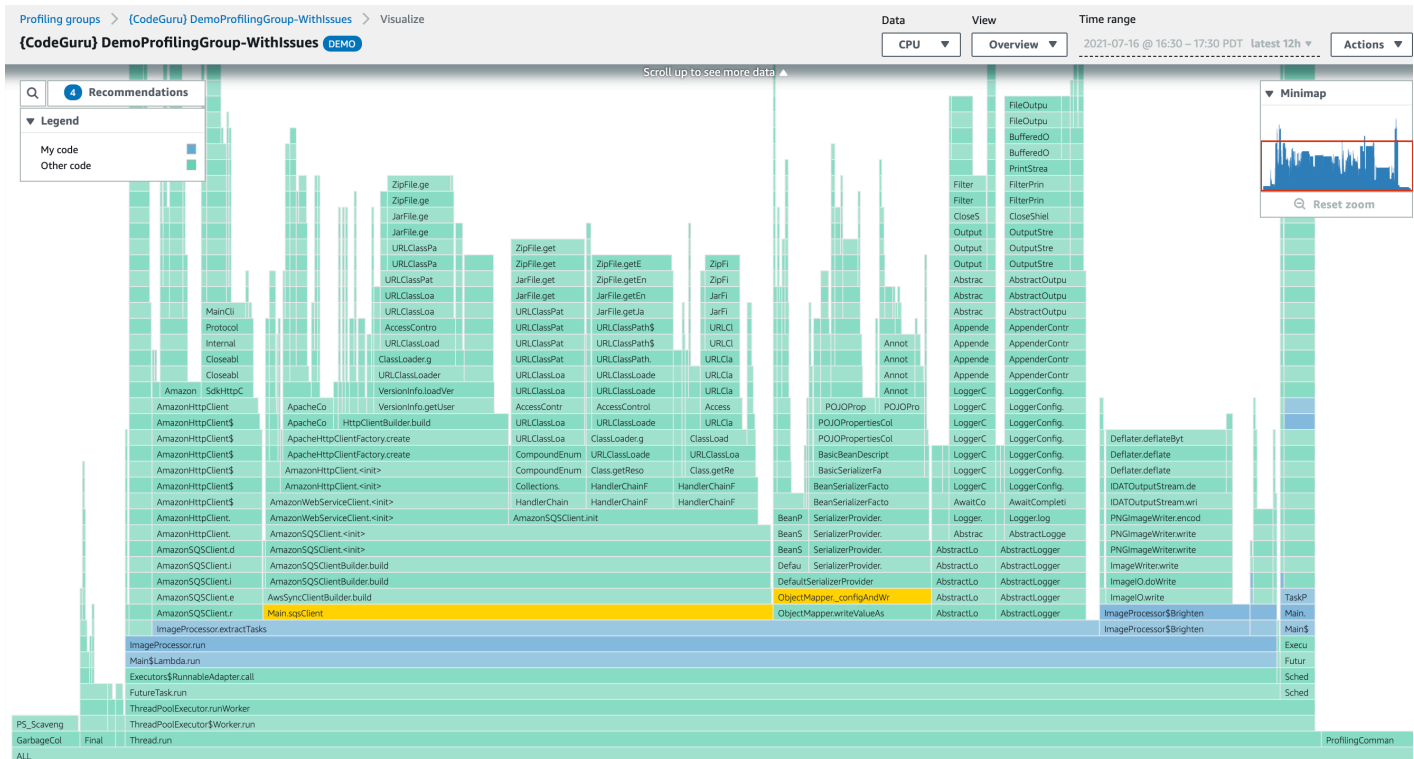 Profiling groups > {CodeGuru} DemoProfilingGroup-WithIssues > Visualize
{CodeGuru} DemoProfilingGroup-WithIssues DEMO
Data
CPU ▼
View
Overview ▼
Time range
2021-07-16 @ 16:30 – 17:30 PDT latest 12h ▼
Actions ▼
Scroll up to see more data ▲
4 Recommendations
▼ Legend
My code
Other code
▼ Minimap
Reset zoom
FileOutpu
FileOutpu
BufferedO
BufferedO
PrintStrea
ZipFile.ge Filter FilterPrin
ZipFile.ge Filter FilterPrin
JarFile.ge CloseS CloseShiel
JarFile.ge Output OutputStre
URLClassPa ZipFile.get Output OutputStre
URLClassPa ZipFile.get ZipFile.getE ZipFi Output OutputStre
URLClassPat JarFile.get ZipFile.getEn ZipFi Abstrac AbstractOutpu
URLClassLoa JarFile.get JarFile.getEn JarFi Abstrac AbstractOutpu
MainCli URLClassLoa URLClassPat JarFile.getJa JarFi Abstrac AbstractOutpu
Protocol AccessContro URLClassPat URLClassPath$ URLCl Appende AppenderContr
Internal URLClassLoad URLClassPat URLClassPath$ URLCl Annot Appende AppenderContr
Closeabl ClassLoader.g URLClassPat URLClassPath. URLCla Annot Appende AppenderContr
Closeabl URLClassLoader URLClassLoa URLClassLoade URLCla Annot Appende AppenderContr
Amazon SdkHttpC VersionInfo.loadVer URLClassLoa URLClassLoade URLCla Annot LoggerC LoggerConfig.
AmazonHttpClient ApacheCo VersionInfo.getUser AccessContr AccessControl Access POJOProp POJOPro LoggerC LoggerConfig.
AmazonHttpClient$ ApacheCo HttpClientBuilder.build URLClassLoa URLClassLoade URLCla POJOPropertiesCol LoggerC LoggerConfig.
AmazonHttpClient$ ApacheHttpClientFactory.create URLClassLoa ClassLoader.g ClassLoad POJOPropertiesCol LoggerC LoggerConfig. Deflater.deflateByt
AmazonHttpClient$ ApacheHttpClientFactory.create CompoundEnum URLClassLoade URLClassLoa BasicBeanDescript LoggerC LoggerConfig. Deflater.deflate
AmazonHttpClient$ AmazonHttpClient.<init> CompoundEnum Class.getReso Class.getRe BasicSerializerFa LoggerC LoggerConfig. Deflater.deflate
AmazonHttpClient$ AmazonHttpClient.<init> Collections. HandlerChainF HandlerChainF BeanSerializerFacto LoggerC LoggerConfig. IDATOutputStream.de
AmazonHttpClient$ AmazonWebServiceClient.<init> HandlerChain HandlerChainF HandlerChainF BeanSerializerFacto AwaitCo AwaitCompleti IDATOutputStream.wri
AmazonHttpClient. AmazonWebServiceClient.<init> AmazonSQSClient.init BeanP SerializerProvider. Logger. Logger.log PNGImageWriter.encod
AmazonHttpClient. AmazonSQSClient.<init> BeanS SerializerProvider. Abstrac AbstractLogge PNGImageWriter.write
AmazonSQSClient.d AmazonSQSClient.<init> BeanS SerializerProvider. AbstractLo AbstractLogger PNGImageWriter.write
AmazonSQSClient.i AmazonSQSClientBuilder.build Defau SerializerProvider. AbstractLo AbstractLogger ImageWriter.write
AmazonSQSClient.i AmazonSQSClientBuilder.build DefaultSerializerProvider AbstractLo AbstractLogger ImageIO.doWrite
AmazonSQSClient.e AwsSyncClientBuilder.build ObjectMapper._configAndWr AbstractLo AbstractLogger ImageIO.write TaskP
AmazonSQSClient.r Main.sqsClient ObjectMapper.writeValueAs AbstractLo AbstractLogger ImageProcessor$Brighten Main.
ImageProcessor.extractTasks ImageProcessor$Brighten Main$
ImageProcessor.run Execu
Main$Lambda.run Futur
Executors$RunnableAdapter.call Sched
FutureTask.run Sched
ThreadPoolExecutor.runWorker
PS_Scaveng ThreadPoolExecutor$Worker.run
GarbageCol Final Thread.run ProfilingComman
ALL